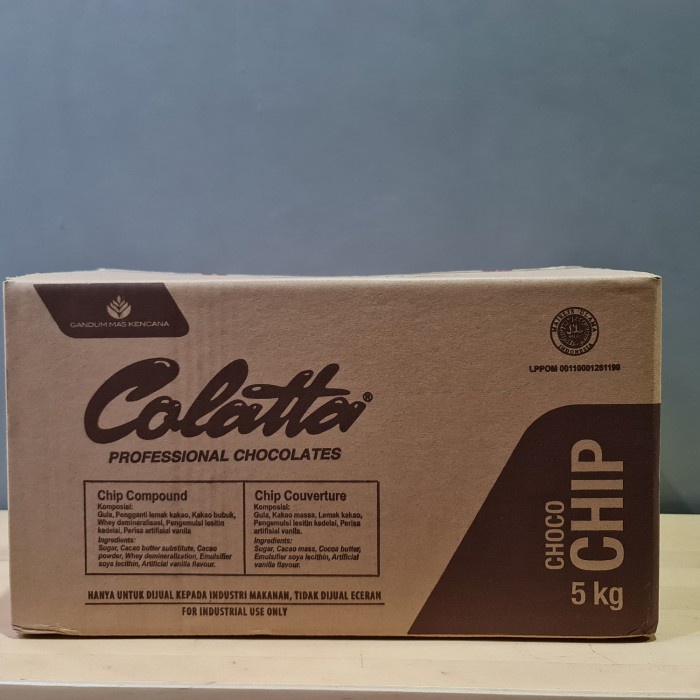 GANDUM MAS KENCANA
MAJELIS ULAMA
INDONESIA
LPPOM 00110001261199
Colatta®
PROFESSIONAL CHOCOLATES
Chip Compound
Komposisi:
Gula, Pengganti lemak kakao, Kakao bubuk,
Whey demineralisasi, Pengemulsi lesitin
kedelai, Perisa artifisial vanila.
Ingredients:
Sugar, Cacao butter substitute, Cacao
powder, Whey demineralization, Emulsifier
soya lecithin, Artificial vanilla flavour.
Chip Couverture
Komposisi:
Gula, Kakao massa, Lemak kakao,
Pengemulsi lesitin kedelai, Perisa
artifisial vanila.
Ingredients:
Sugar, Cacao mass, Cocoa butter,
Emulsifier soya lecithin, Artificial
vanilla flavour.
HANYA UNTUK DIJUAL KEPADA INDUSTRI MAKANAN, TIDAK DIJUAL ECERAN
FOR INDUSTRIAL USE ONLY
CHOCO
CHIP
5 kg